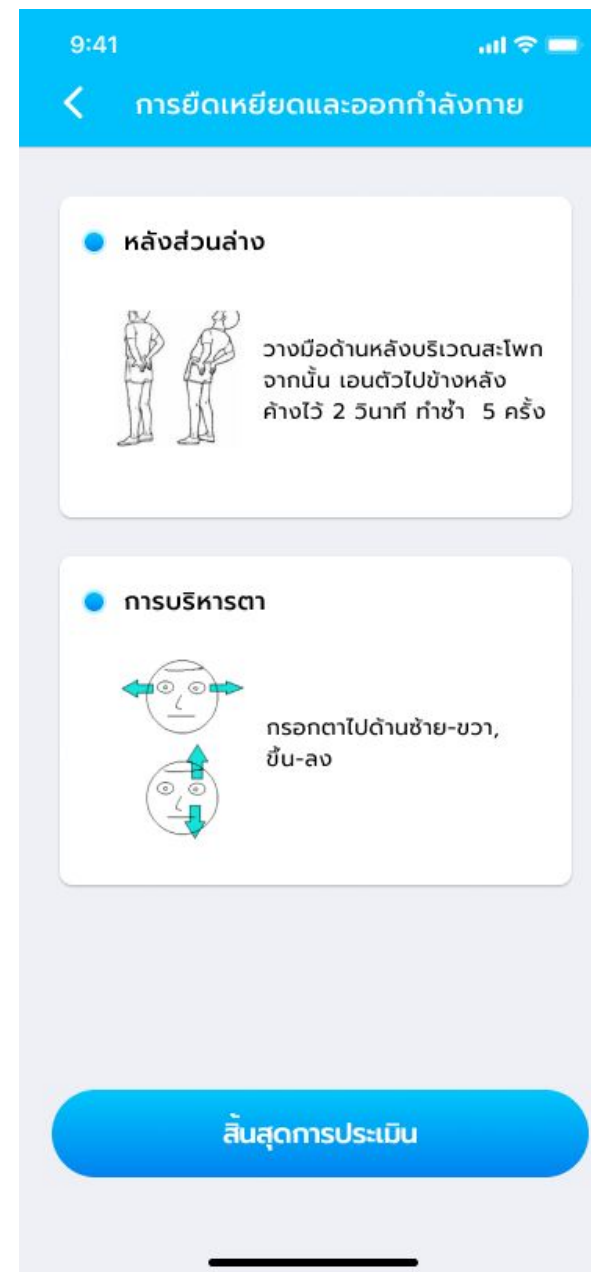 9:41
การยืดเหยียดและออกกำลังกาย
หลังส่วนล่าง
วางมือด้านหลังบริเวณสะโพก
จากนั้น เอนตัวไปข้างหลัง
ค้างไว้ 2 วินาที ทำซ้ำ 5 ครั้ง
การบริหารตา
กรอกตาไปด้านซ้าย-ขวา,
ขึ้น-ลง
สิ้นสุดการประเมิน